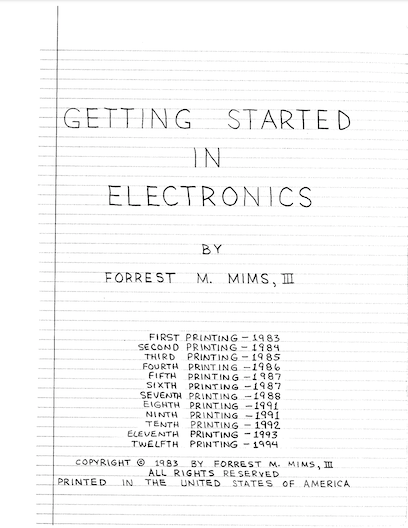 GETTING STARTED
IN
ELECTRONICS
BY
FORREST M. MIMS, III
FIRST PRINTING - 1983
SECOND PRINTING - 1984
THIRD PRINTING - 1985
FOURTH PRINTING - 1986
FIFTH PRINTING - 1987
SIXTH PRINTING - 1987
SEVENTH PRINTING - 1988
EIGHTH PRINTING - 1991
NINTH PRINTING - 1991
TENTH PRINTING - 1992
ELEVENTH PRINTING - 1993
TWELFTH PRINTING - 1994
COPYRIGHT © 1983 BY FORREST M. MIMS, III
ALL RIGHTS RESERVED
PRINTED IN THE UNITED STATES OF AMERICA